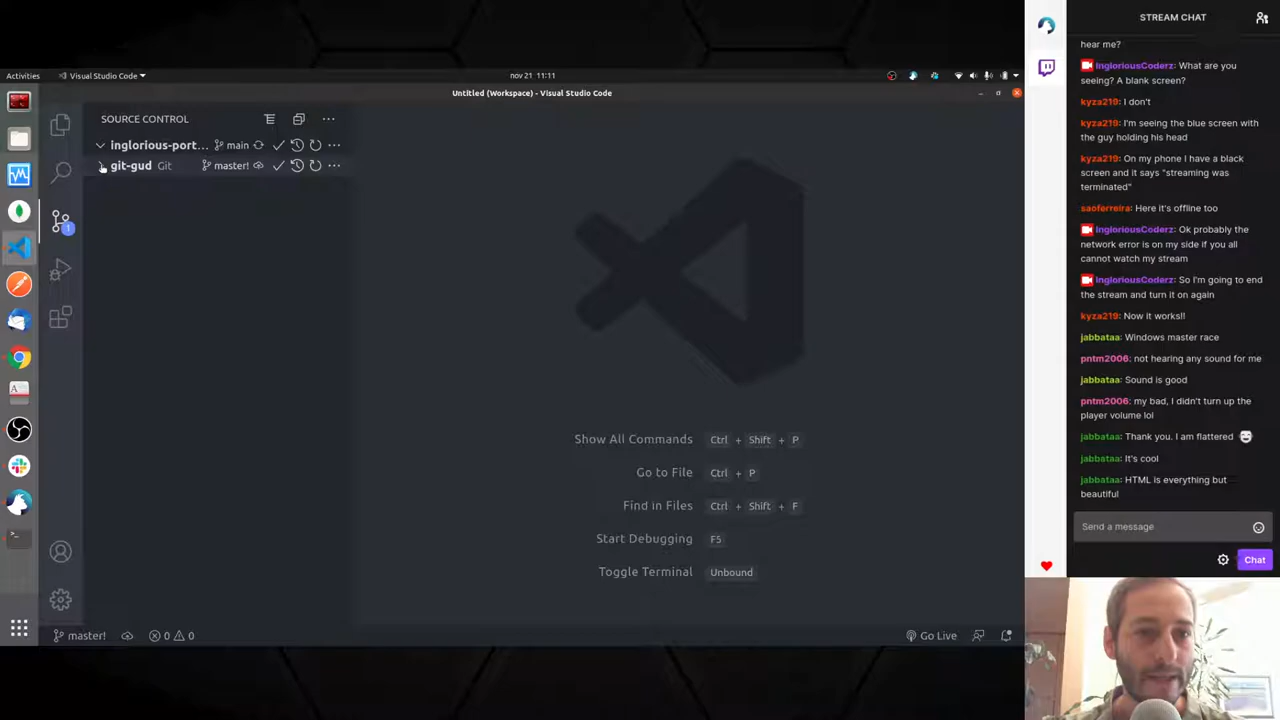 Activities
Visual Studio Code
nov 21 11:11
Untitled (Workspace) - Visual Studio Code
SOURCE CONTROL
inglorious-port...
main
git-gud Git
master!
1
Show All Commands
Ctrl + Shift + P
Go to File
Ctrl + P
Find in Files
Ctrl + Shift + F
Start Debugging
F5
Toggle Terminal
Unbound
master!
0
0
Go Live
STREAM CHAT
hear me?
IngloriousCoderz: What are you
seeing? A blank screen?
kyza219: I don't
kyza219: I'm seeing the blue screen with
the guy holding his head
kyza219: On my phone I have a black
screen and it says "streaming was
terminated"
saoferreira: Here it's offline too
IngloriousCoderz: Ok probably the
network error is on my side if you all
cannot watch my stream
IngloriousCoderz: So I'm going to end
the stream and turn it on again
kyza219: Now it works!!
jabbataa: Windows master race
pntm2006: not hearing any sound for me
jabbataa: Sound is good
pntm2006: my bad, I didn't turn up the
player volume lol
jabbataa: Thank you. I am flattered
jabbataa: It's cool
jabbataa: HTML is everything but
beautiful
Send a message
Chat